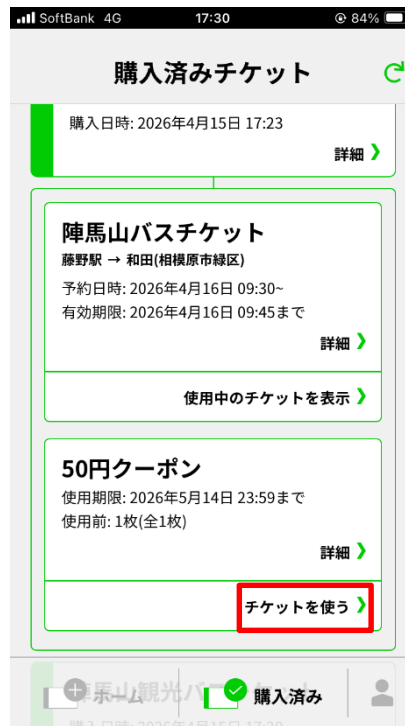 SoftBank 4G 17:30 84%
購入済みチケット
購入日時: 2026年4月15日 17:23
詳細 ❯
陣馬山バスチケット
藤野駅 → 和田(相模原市緑区)
予約日時: 2026年4月16日 09:30~
有効期限: 2026年4月16日 09:45まで
詳細 ❯
使用中のチケットを表示 ❯
50円クーポン
使用期限: 2026年5月14日 23:59まで
使用前: 1枚(全1枚)
詳細 ❯
チケットを使う ❯
ホーム 購入済み